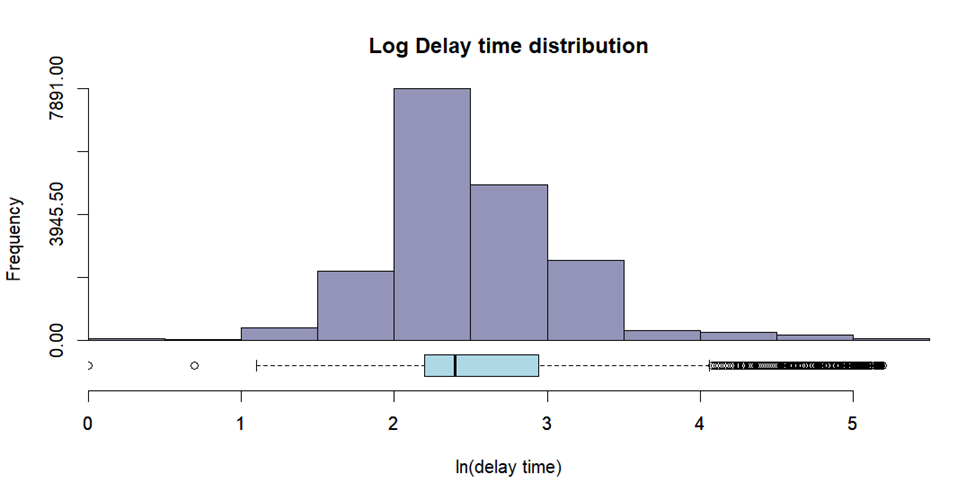 Log Delay time distribution
Frequency
7891.00
3945.50
0.00
0 1 2 3 4 5
ln(delay time)